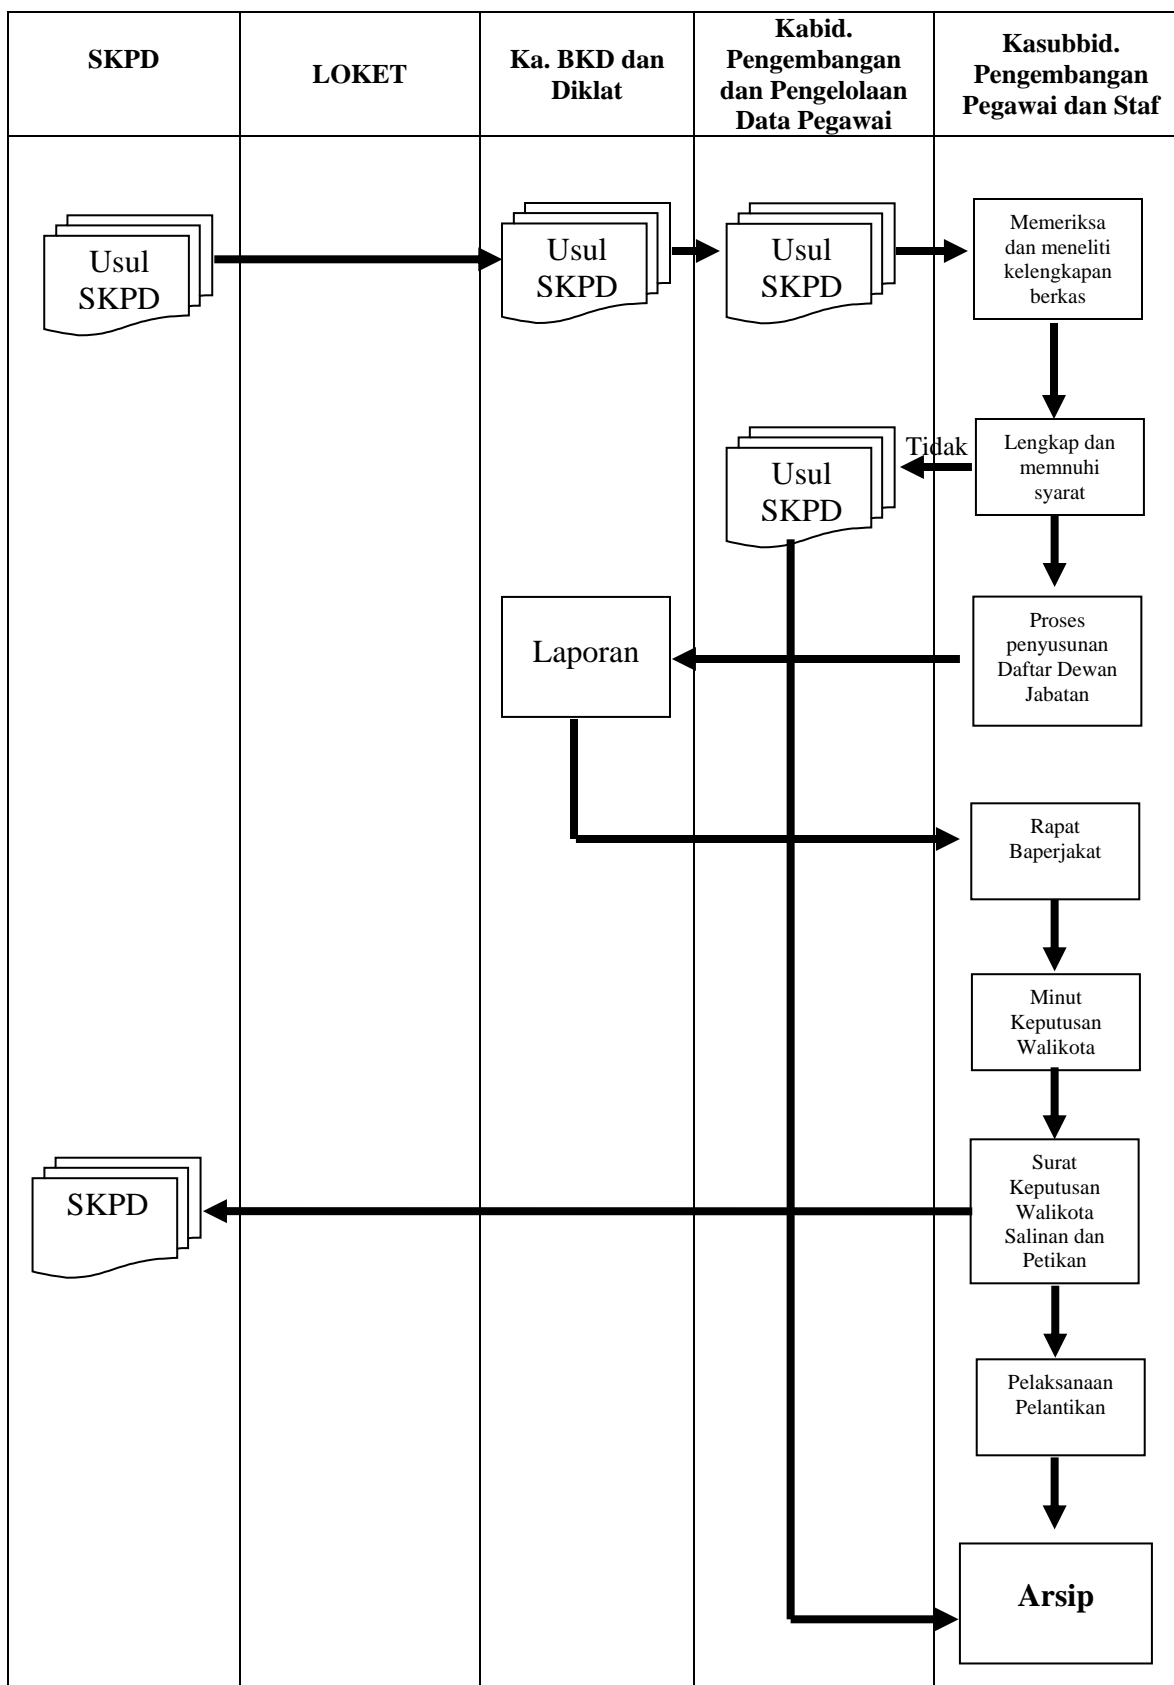 SKPD
LOKET
Ka. BKD dan
Diklat
Kabid.
Pengembangan
dan Pengelolaan
Data Pegawai
Kasubbid.
Pengembangan
Pegawai dan Staf
Usul
SKPD
Usul
SKPD
Usul
SKPD
Memeriksa
dan meneliti
kelengkapan
berkas
Usul
SKPD
Tidak
Lengkap dan
memnuhi
syarat
Laporan
Proses
penyusunan
Daftar Dewan
Jabatan
Rapat
Baperjakat
Minut
Keputusan
Walikota
SKPD
Surat
Keputusan
Walikota
Salinan dan
Petikan
Pelaksanaan
Pelantikan
Arsip